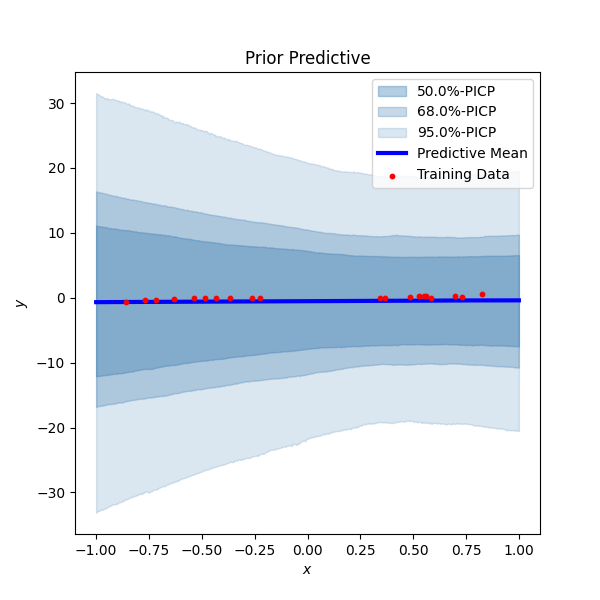 Prior Predictive
50.0%-PICP
68.0%-PICP
95.0%-PICP
Predictive Mean
Training Data
30
20
10
0
−10
−20
−30
y
−1.00 −0.75 −0.50 −0.25 0.00 0.25 0.50 0.75 1.00
x